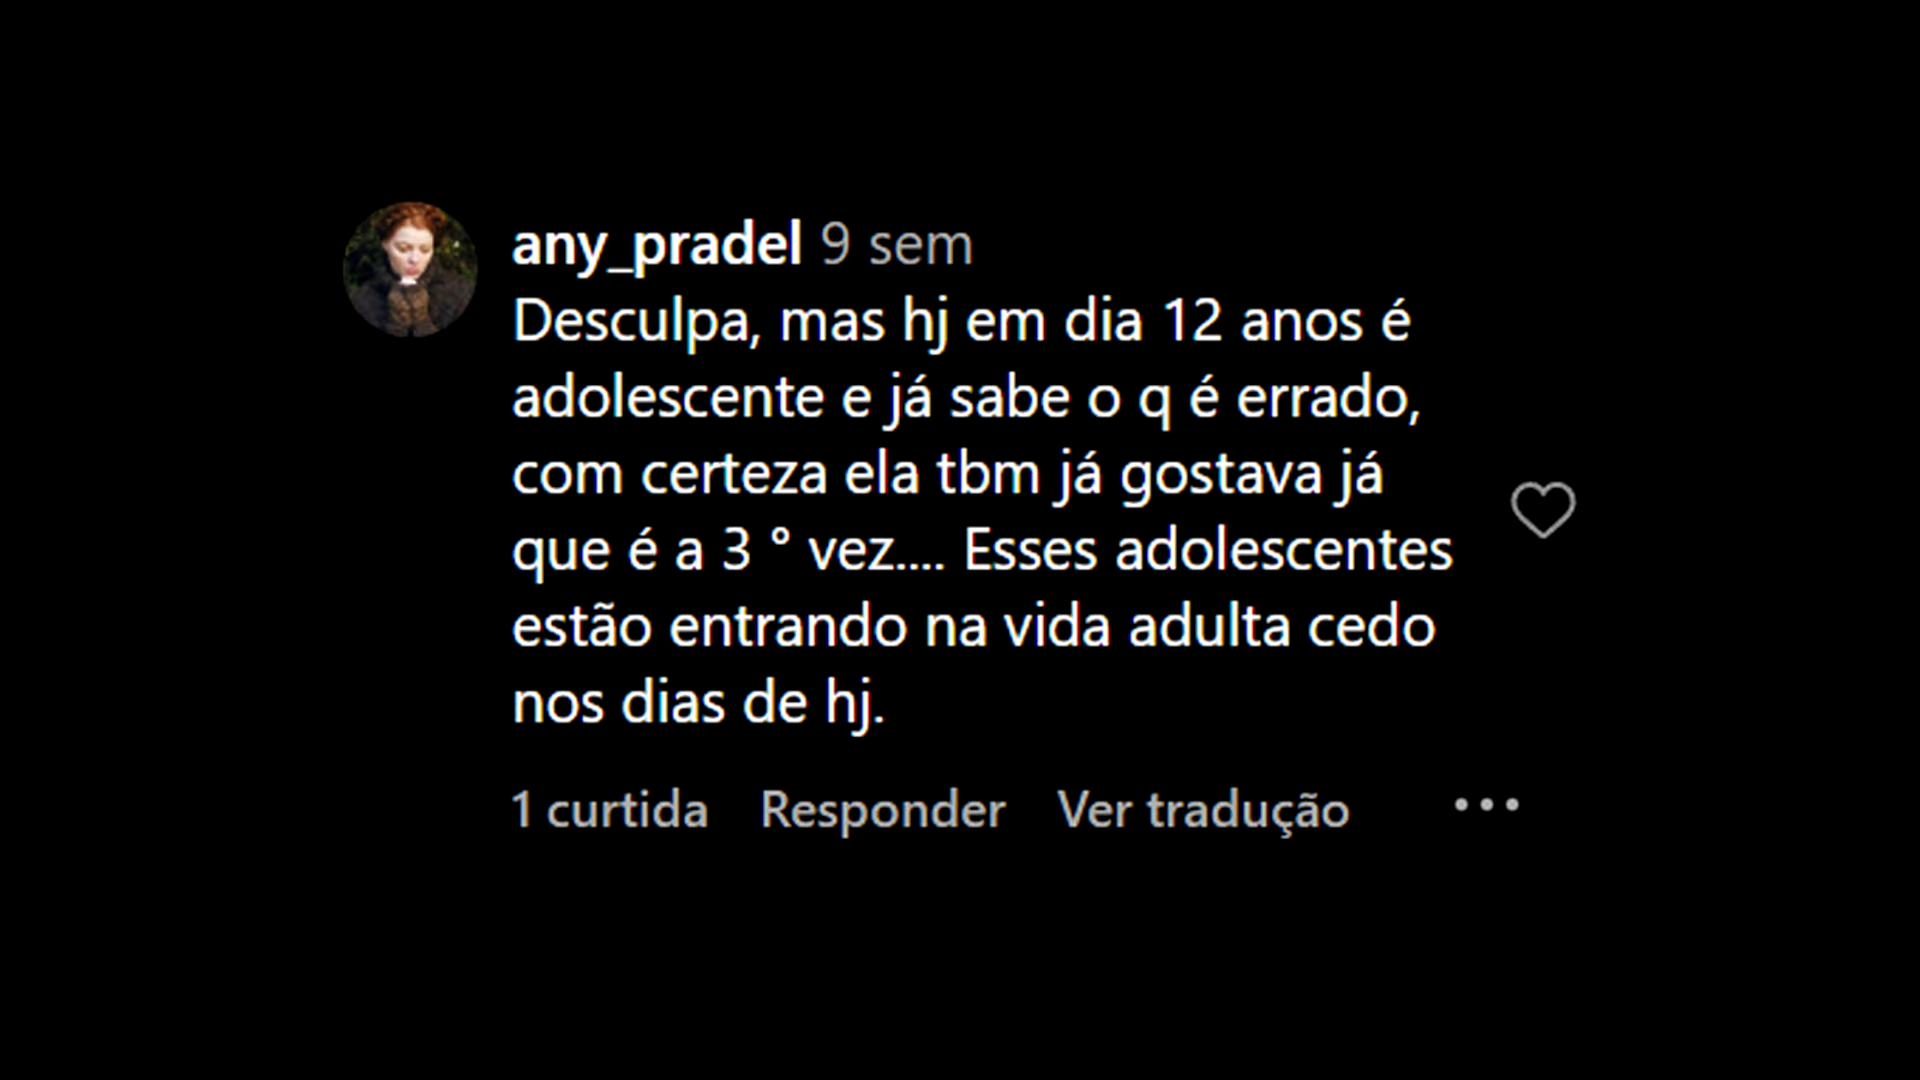 any_pradel 9 sem
Desculpa, mas hj em dia 12 anos é
adolescente e já sabe o q é errado,
com certeza ela tbm já gostava já
que é a 3 ° vez.... Esses adolescentes
estão entrando na vida adulta cedo
nos dias de hj.
1 curtida Responder Ver tradução